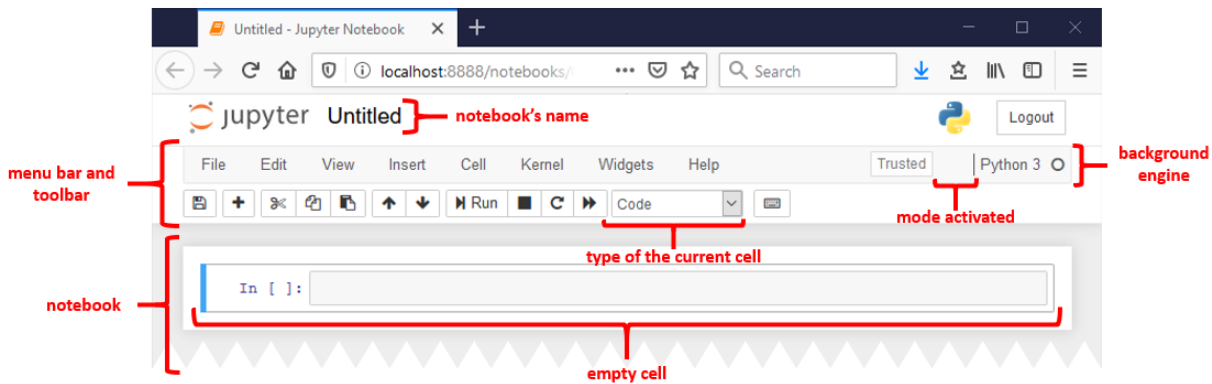 Untitled - Jupyter Notebook
localhost:8888/notebooks/
Search
jupyter Untitled
notebook's name
Logout
menu bar and
toolbar
File Edit View Insert Cell Kernel Widgets Help
Trusted
Python 3
background
engine
Run
Code
mode activated
type of the current cell
notebook
In [ ]:
empty cell